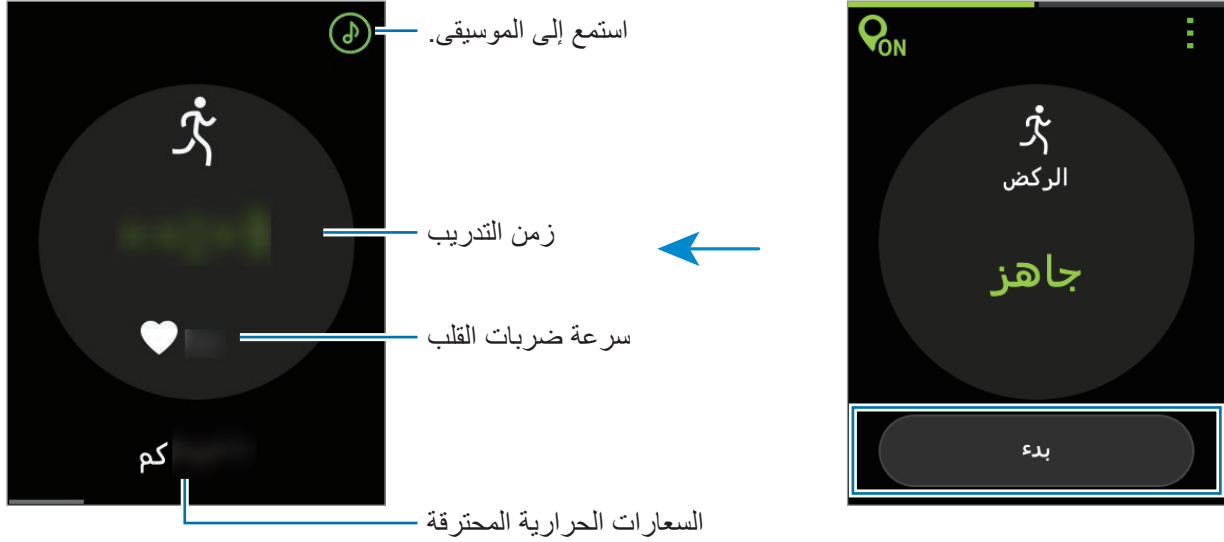 ON
الركض
جاهز
بدء
استمع إلى الموسيقى.
زمن التدريب
سرعة ضربات القلب
كم
السعارات الحرارية المحترقة